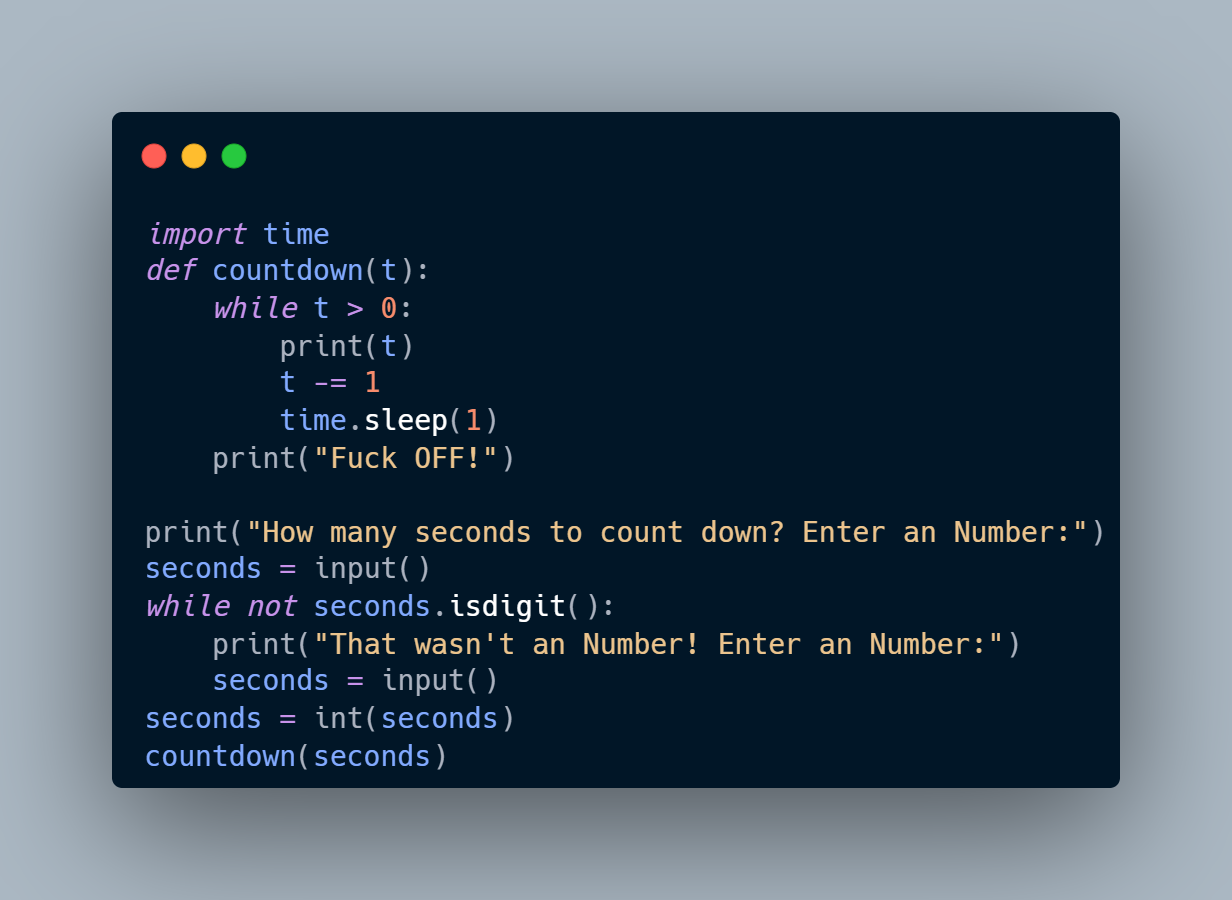 import time
def countdown(t):
    while t > 0:
        print(t)
        t -= 1
        time.sleep(1)
    print("Fuck OFF!")

print("How many seconds to count down? Enter an Number:")
seconds = input()
while not seconds.isdigit():
    print("That wasn't an Number! Enter an Number:")
    seconds = input()
seconds = int(seconds)
countdown(seconds)